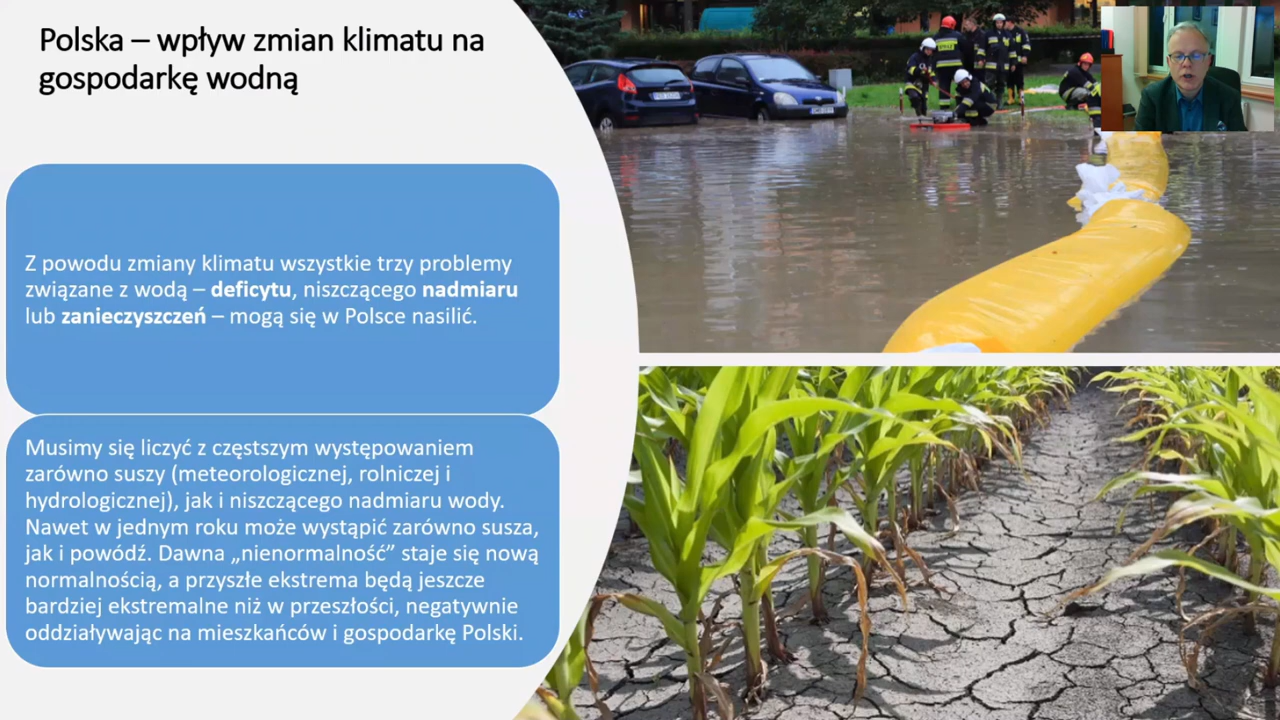 Polska – wpływ zmian klimatu na
gospodarkę wodną
Z powodu zmiany klimatu wszystkie trzy problemy
związane z wodą – deficytu, niszczącego nadmiaru
lub zanieczyszczeń – mogą się w Polsce nasilić.
Musimy się liczyć z częstszym występowaniem
zarówno suszy (meteorologicznej, rolniczej i
hydrologicznej), jak i niszczącego nadmiaru wody.
Nawet w jednym roku może wystąpić zarówno susza,
jak i powódź. Dawna „nienormalność” staje się nową
normalnością, a przyszłe ekstrema będą jeszcze
bardziej ekstremalne niż w przeszłości, negatywnie
oddziaływając na mieszkańców i gospodarkę Polski.